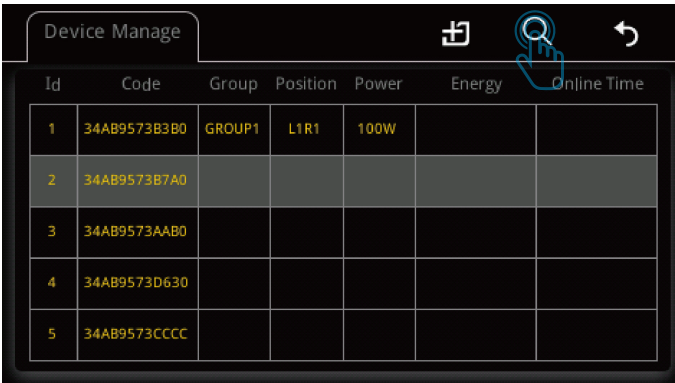 Device Manage
Id Code Group Position Power Energy Online Time
1 34AB9573B3B0 GROUP1 L1R1 100W
2 34AB9573B7A0
3 34AB9573AAB0
4 34AB9573D630
5 34AB9573CCCC